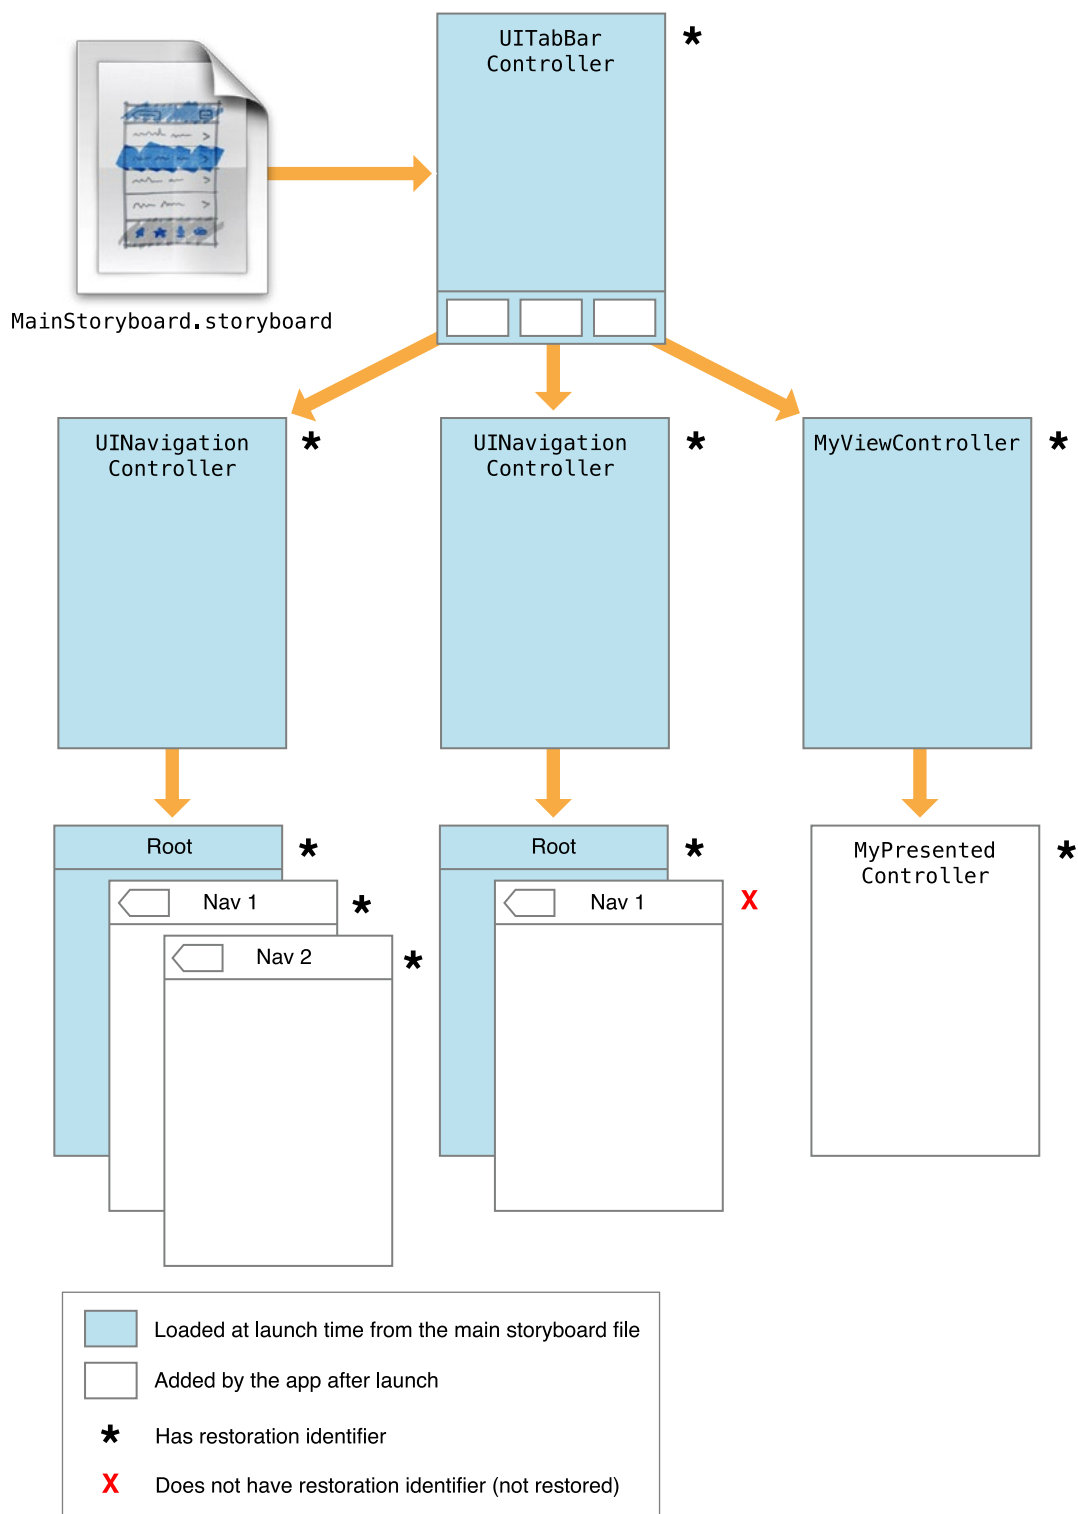 UITabBar
Controller
*
MainStoryboard.storyboard
UINavigation
Controller
*
UINavigation
Controller
*
MyViewController
*
Root
*
Nav 1
*
Nav 2
*
Root
*
Nav 1
X
MyPresented
Controller
*
Loaded at launch time from the main storyboard file
Added by the app after launch
* Has restoration identifier
X Does not have restoration identifier (not restored)